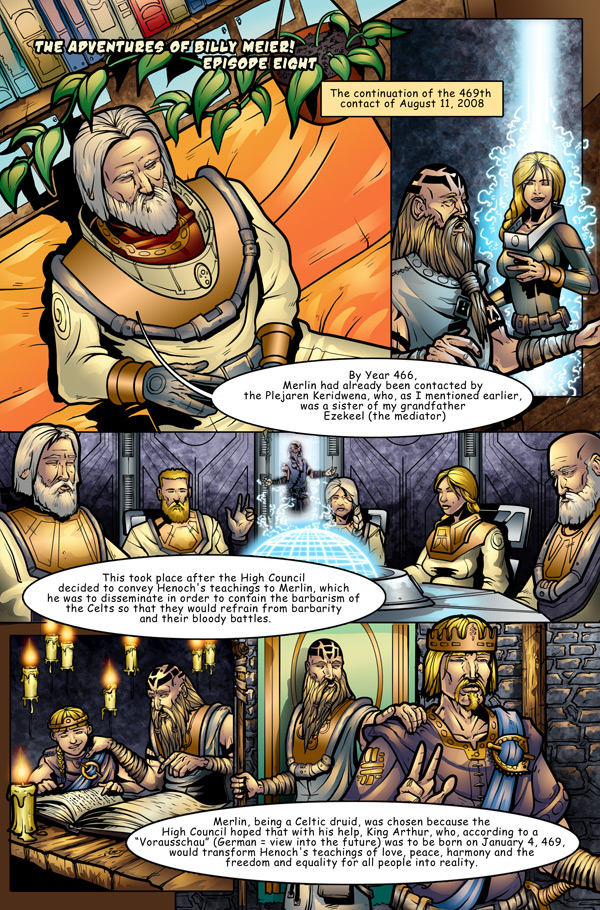 THE ADVENTURES OF BILLY MEIER!
EPISODE EIGHT
The continuation of the 469th
contact of August 11, 2008
By Year 466,
Merlin had already been contacted by
the Plejaren Keridwena, who, as I mentioned earlier,
was a sister of my grandfather
Ezekeel (the mediator)
This took place after the High Council
decided to convey Henoch's teachings to Merlin, which
he was to disseminate in order to contain the barbarism of
the Celts so that they would refrain from barbarity
and their bloody battles.
Merlin, being a Celtic druid, was chosen because the
High Council hoped that with his help, King Arthur, who, according to a
"Vorausschau" (German = view into the future) was to be born on January 4, 469,
would transform Henoch's teachings of love, peace, harmony and the
freedom and equality for all people into reality.